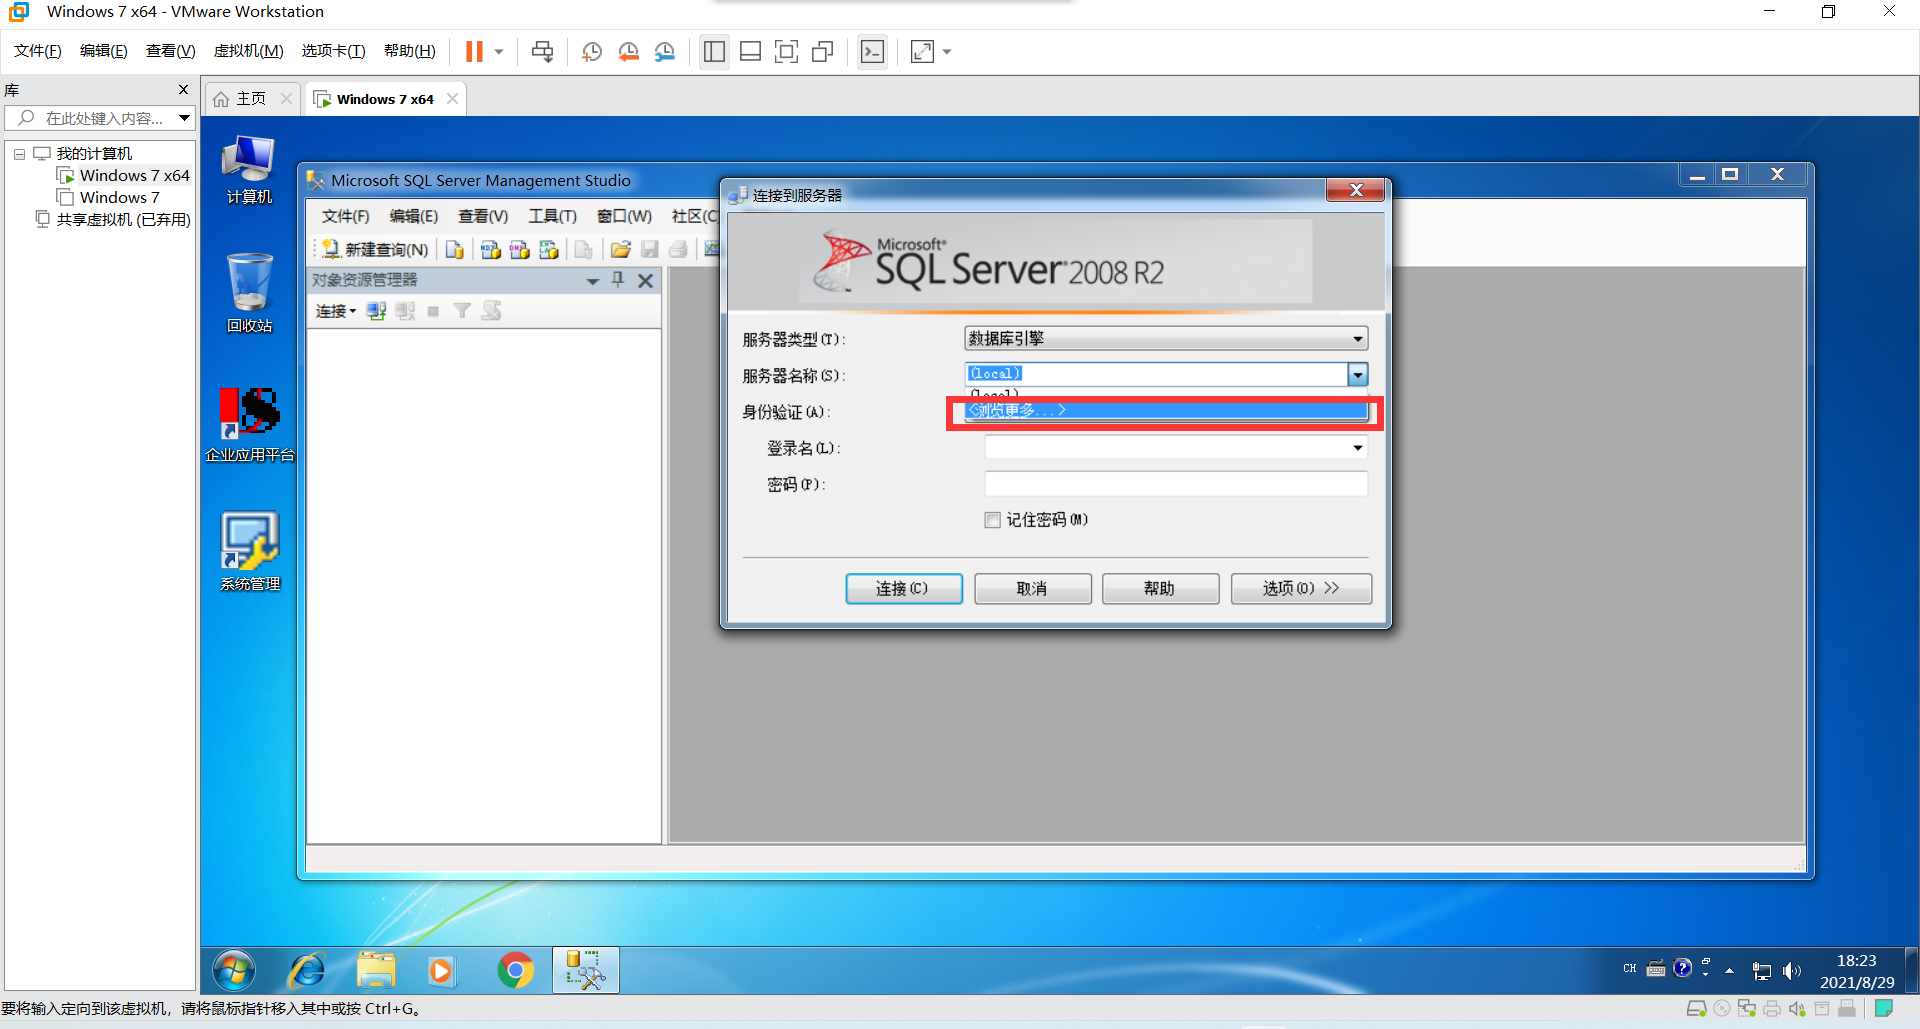 Windows 7 x64 - VMware Workstation
文件(F) 编辑(E) 查看(V) 虚拟机(M) 选项卡(T) 帮助(H)
库
主页
Windows 7 x64
在此处键入内容...
我的计算机
Windows 7 x64
Windows 7
共享虚拟机 (已弃用)
计算机
回收站
企业应用平台
系统管理
Microsoft SQL Server Management Studio
文件(F) 编辑(E) 查看(V) 工具(T) 窗口(W) 社区(C
新建查询(N)
对象资源管理器
连接
连接到服务器
Microsoft®
SQL Server® 2008 R2
服务器类型(T):
数据库引擎
服务器名称(S):
(local)
(local)
<浏览更多...>
身份验证(A):
登录名(L):
密码(P):
记住密码(M)
连接(C) 取消 帮助 选项(O) >>
CH
18:23
2021/8/29
要将输入定向到该虚拟机，请将鼠标指针移入其中或按 Ctrl+G。